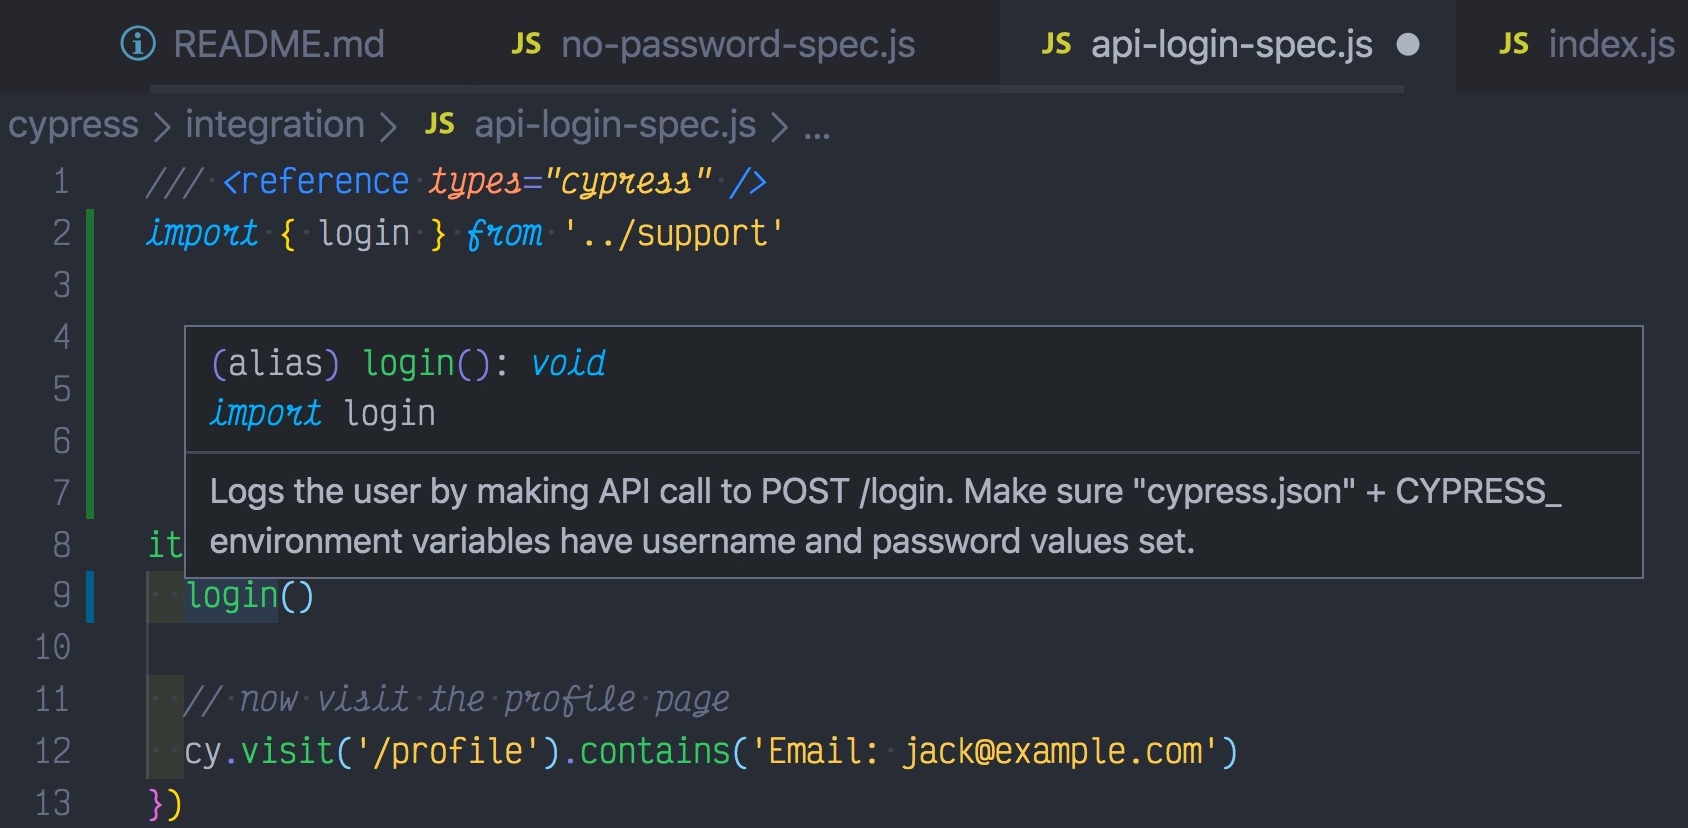 README.md JS no-password-spec.js JS api-login-spec.js JS index.js
cypress > integration > JS api-login-spec.js > ...
1 /// <reference types="cypress" />
2 import { login } from '../support'
3
4
(alias) login(): void
5
import login
6
7
Logs the user by making API call to POST /login. Make sure "cypress.json" + CYPRESS_
environment variables have username and password values set.
8 it
9 login()
10
11 // now visit the profile page
12 cy.visit('/profile').contains('Email: jack@example.com')
13 })